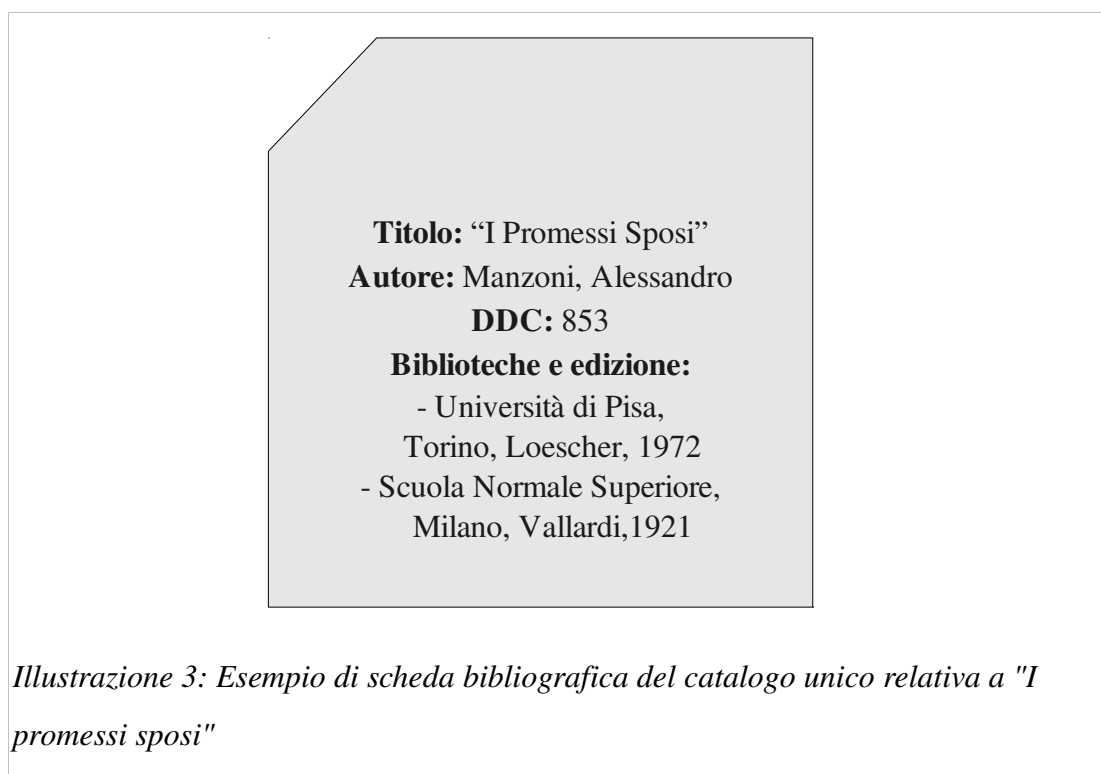 Titolo: “I Promessi Sposi”
Autore: Manzoni, Alessandro
DDC: 853
Biblioteche e edizione:
- Università di Pisa,
Torino, Loescher, 1972
- Scuola Normale Superiore,
Milano, Vallardi,1921
Illustrazione 3: Esempio di scheda bibliografica del catalogo unico relativa a "I
promessi sposi"